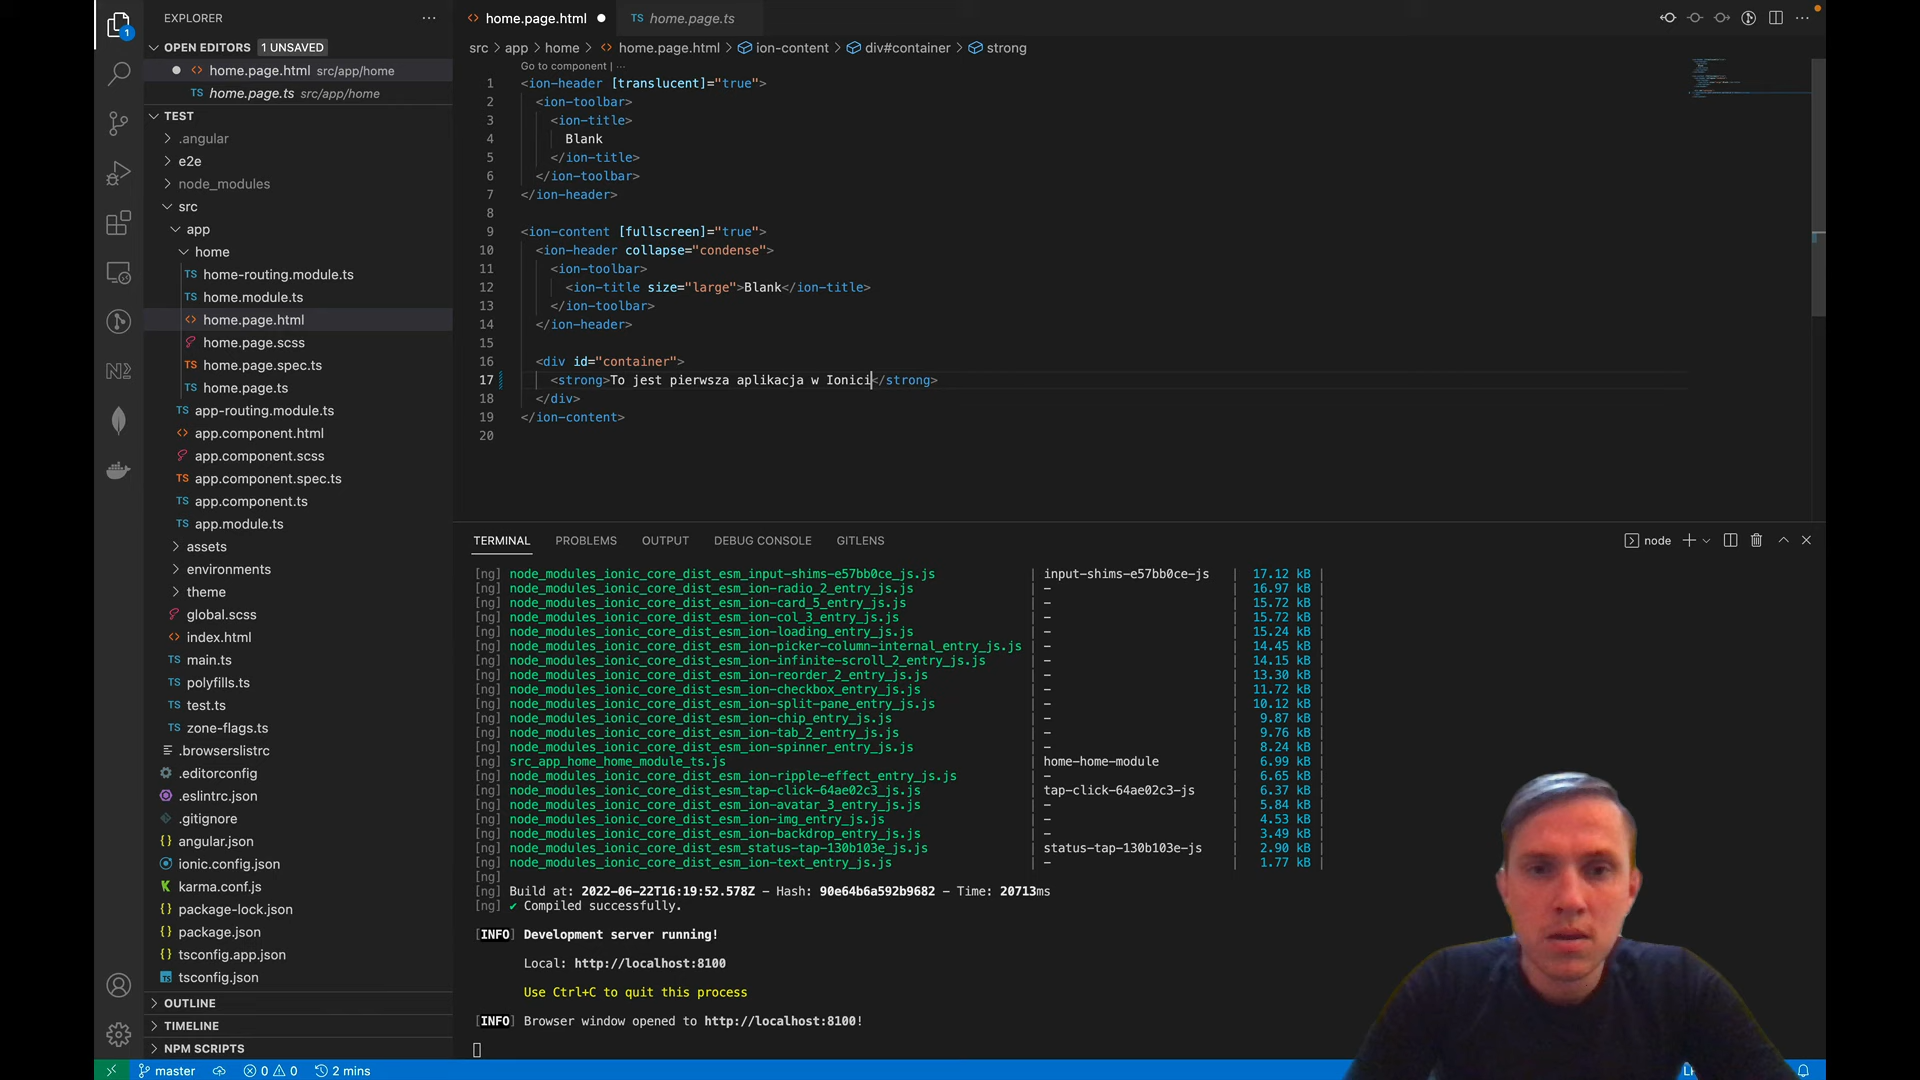 EXPLORER
OPEN EDITORS 1 UNSAVED
home.page.html src/app/home
TS home.page.ts src/app/home
TEST
.angular
e2e
node_modules
src
app
home
TS home-routing.module.ts
TS home.module.ts
home.page.html
home.page.scss
TS home.page.spec.ts
TS home.page.ts
TS app-routing.module.ts
app.component.html
app.component.scss
TS app.component.spec.ts
TS app.component.ts
TS app.module.ts
assets
environments
theme
global.scss
index.html
TS main.ts
TS polyfills.ts
TS test.ts
TS zone-flags.ts
.browserslistrc
.editorconfig
.eslintrc.json
.gitignore
{} angular.json
ionic.config.json
karma.conf.js
{} package-lock.json
{} package.json
{} tsconfig.app.json
tsconfig.json
OUTLINE
TIMELINE
NPM SCRIPTS
home.page.html
TS home.page.ts
src > app > home > home.page.html > ion-content > div#container > strong
Go to component | ...
1 <ion-header [translucent]="true">
2 <ion-toolbar>
3 <ion-title>
4 Blank
5 </ion-title>
6 </ion-toolbar>
7 </ion-header>
8
9 <ion-content [fullscreen]="true">
10 <ion-header collapse="condense">
11 <ion-toolbar>
12 <ion-title size="large">Blank</ion-title>
13 </ion-toolbar>
14 </ion-header>
15
16 <div id="container">
17 <strong>To jest pierwsza aplikacja w Ionici</strong>
18 </div>
19 </ion-content>
20
TERMINAL PROBLEMS OUTPUT DEBUG CONSOLE GITLENS
node
[ng] node_modules_ionic_core_dist_esm_input-shims-e57bb0ce_js.js | input-shims-e57bb0ce-js | 17.12 kB |
[ng] node_modules_ionic_core_dist_esm_ion-radio_2_entry_js.js | - | 16.97 kB |
[ng] node_modules_ionic_core_dist_esm_ion-card_5_entry_js.js | - | 15.72 kB |
[ng] node_modules_ionic_core_dist_esm_ion-col_3_entry_js.js | - | 15.72 kB |
[ng] node_modules_ionic_core_dist_esm_ion-loading_entry_js.js | - | 15.24 kB |
[ng] node_modules_ionic_core_dist_esm_ion-picker-column-internal_entry_js.js | - | 14.45 kB |
[ng] node_modules_ionic_core_dist_esm_ion-infinite-scroll_2_entry_js.js | - | 14.15 kB |
[ng] node_modules_ionic_core_dist_esm_ion-reorder_2_entry_js.js | - | 13.30 kB |
[ng] node_modules_ionic_core_dist_esm_ion-checkbox_entry_js.js | - | 11.72 kB |
[ng] node_modules_ionic_core_dist_esm_ion-split-pane_entry_js.js | - | 10.12 kB |
[ng] node_modules_ionic_core_dist_esm_ion-chip_entry_js.js | - | 9.87 kB |
[ng] node_modules_ionic_core_dist_esm_ion-tab_2_entry_js.js | - | 9.76 kB |
[ng] node_modules_ionic_core_dist_esm_ion-spinner_entry_js.js | - | 8.24 kB |
[ng] src_app_home_home_module_ts.js | home-home-module | 6.99 kB |
[ng] node_modules_ionic_core_dist_esm_ion-ripple-effect_entry_js.js | - | 6.65 kB |
[ng] node_modules_ionic_core_dist_esm_tap-click-64ae02c3_js.js | tap-click-64ae02c3-js | 6.37 kB |
[ng] node_modules_ionic_core_dist_esm_ion-avatar_3_entry_js.js | - | 5.84 kB |
[ng] node_modules_ionic_core_dist_esm_ion-img_entry_js.js | - | 4.53 kB |
[ng] node_modules_ionic_core_dist_esm_ion-backdrop_entry_js.js | - | 3.49 kB |
[ng] node_modules_ionic_core_dist_esm_status-tap-130b103e_js.js | status-tap-130b103e-js | 2.90 kB |
[ng] node_modules_ionic_core_dist_esm_ion-text_entry_js.js | - | 1.77 kB |
[ng]
[ng] Build at: 2022-06-22T16:19:52.578Z - Hash: 90e64b6a592b9682 - Time: 20713ms
[ng] ✔ Compiled successfully.
[INFO] Development server running!
Local: http://localhost:8100
Use Ctrl+C to quit this process
[INFO] Browser window opened to http://localhost:8100!
1
N2
master 0 0 2 mins